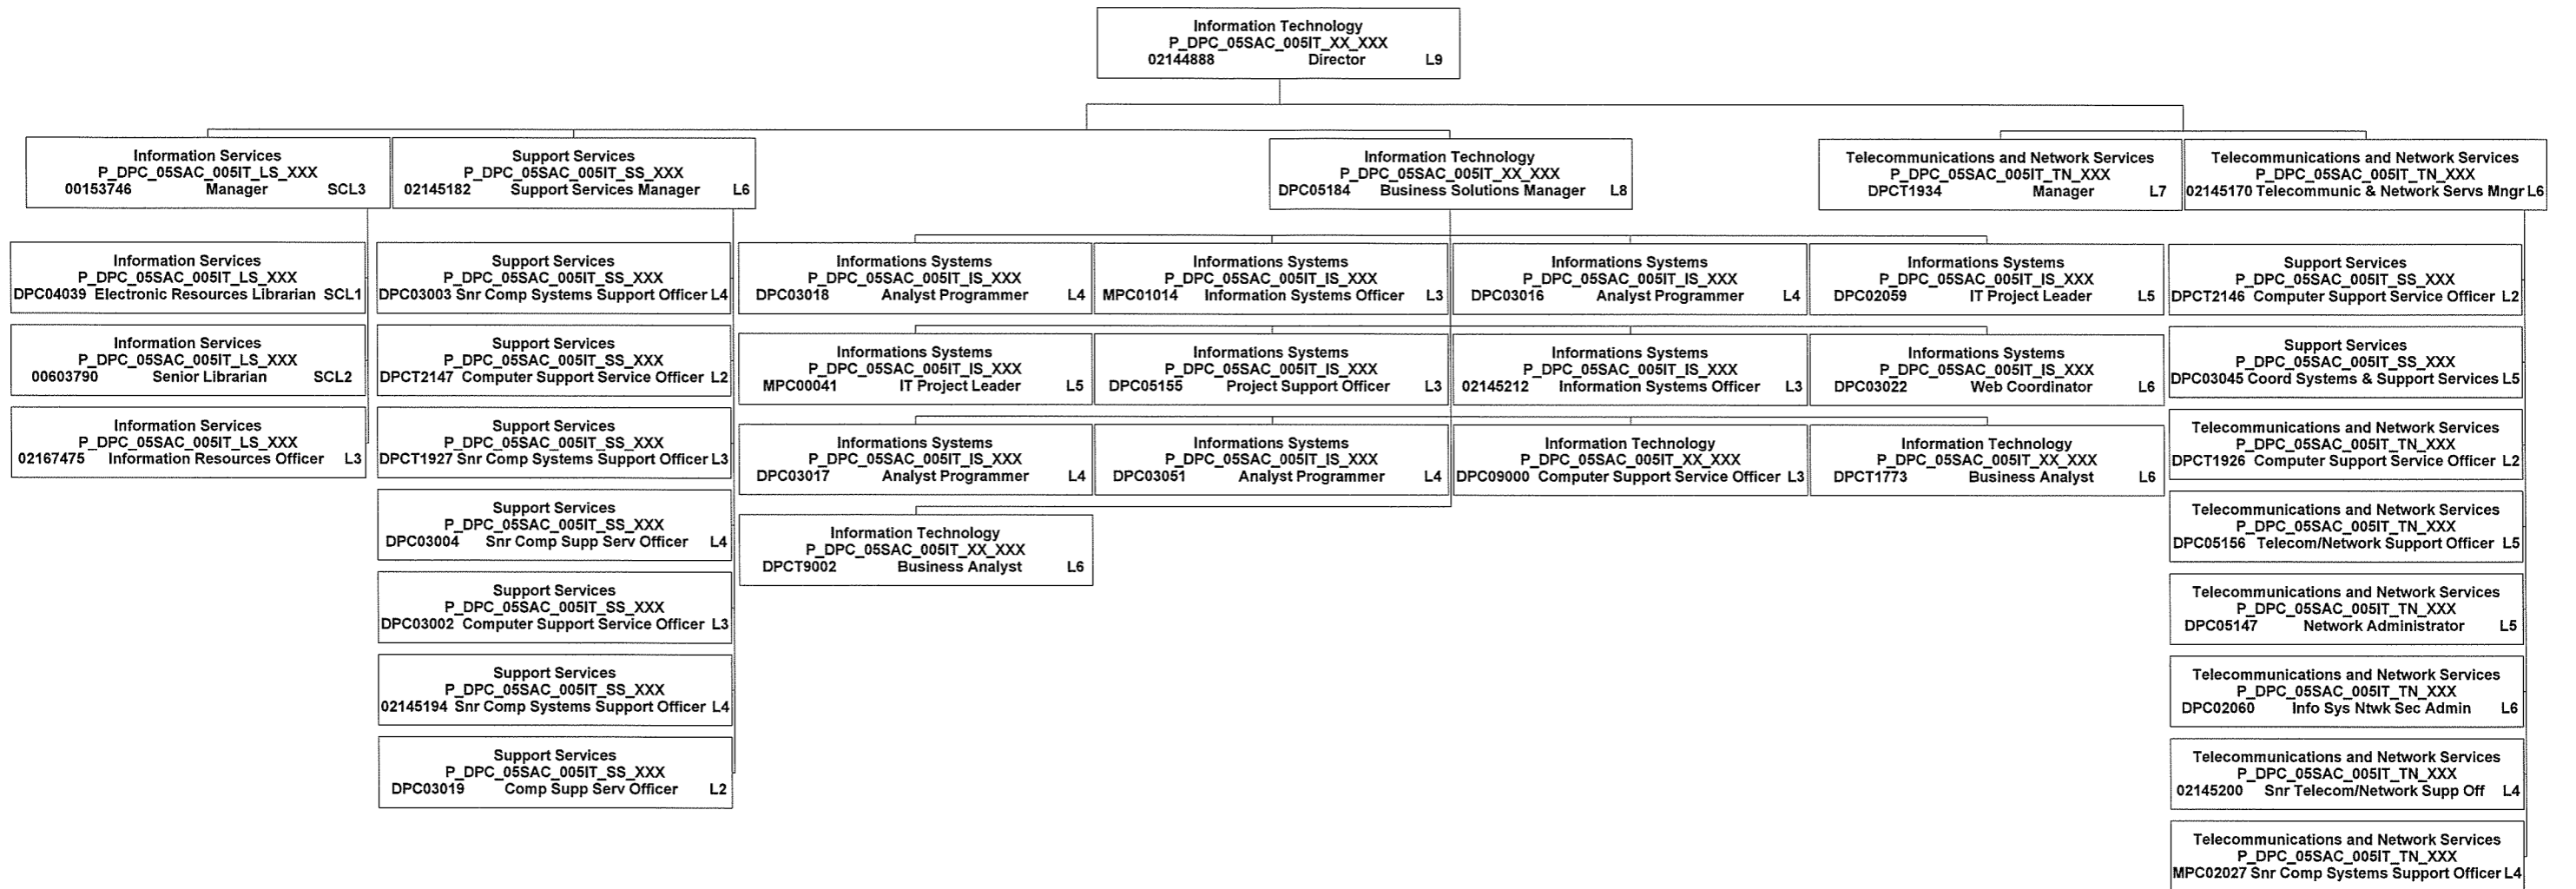 Information Technology
P_DPC_05SAC_005IT_XX_XXX
02144888 Director L9
Information Services
P_DPC_05SAC_005IT_LS_XXX
00153746 Manager SCL3
Support Services
P_DPC_05SAC_005IT_SS_XXX
02145182 Support Services Manager L6
Information Technology
P_DPC_05SAC_005IT_XX_XXX
DPC05184 Business Solutions Manager L8
Telecommunications and Network Services
P_DPC_05SAC_005IT_TN_XXX
DPCT1934 Manager L7
Telecommunications and Network Services
P_DPC_05SAC_005IT_TN_XXX
02145170 Telecommunic & Network Servs Mngr L6
Information Services
P_DPC_05SAC_005IT_LS_XXX
DPC04039 Electronic Resources Librarian SCL1
Information Services
P_DPC_05SAC_005IT_LS_XXX
00603790 Senior Librarian SCL2
Information Services
P_DPC_05SAC_005IT_LS_XXX
02167475 Information Resources Officer L3
Support Services
P_DPC_05SAC_005IT_SS_XXX
DPC03003 Snr Comp Systems Support Officer L4
Support Services
P_DPC_05SAC_005IT_SS_XXX
DPCT2147 Computer Support Service Officer L2
Support Services
P_DPC_05SAC_005IT_SS_XXX
DPCT1927 Snr Comp Systems Support Officer L3
Support Services
P_DPC_05SAC_005IT_SS_XXX
DPC03004 Snr Comp Supp Serv Officer L4
Support Services
P_DPC_05SAC_005IT_SS_XXX
DPC03002 Computer Support Service Officer L3
Support Services
P_DPC_05SAC_005IT_SS_XXX
02145194 Snr Comp Systems Support Officer L4
Support Services
P_DPC_05SAC_005IT_SS_XXX
DPC03019 Comp Supp Serv Officer L2
Informations Systems
P_DPC_05SAC_005IT_IS_XXX
DPC03018 Analyst Programmer L4
Informations Systems
P_DPC_05SAC_005IT_IS_XXX
MPC01014 Information Systems Officer L3
Informations Systems
P_DPC_05SAC_005IT_IS_XXX
DPC03016 Analyst Programmer L4
Informations Systems
P_DPC_05SAC_005IT_IS_XXX
DPC02059 IT Project Leader L5
Informations Systems
P_DPC_05SAC_005IT_IS_XXX
MPC00041 IT Project Leader L5
Informations Systems
P_DPC_05SAC_005IT_IS_XXX
DPC05155 Project Support Officer L3
Informations Systems
P_DPC_05SAC_005IT_IS_XXX
02145212 Information Systems Officer L3
Informations Systems
P_DPC_05SAC_005IT_IS_XXX
DPC03022 Web Coordinator L6
Informations Systems
P_DPC_05SAC_005IT_IS_XXX
DPC03017 Analyst Programmer L4
Informations Systems
P_DPC_05SAC_005IT_IS_XXX
DPC03051 Analyst Programmer L4
Information Technology
P_DPC_05SAC_005IT_XX_XXX
DPC09000 Computer Support Service Officer L3
Information Technology
P_DPC_05SAC_005IT_XX_XXX
DPCT1773 Business Analyst L6
Information Technology
P_DPC_05SAC_005IT_XX_XXX
DPCT9002 Business Analyst L6
Support Services
P_DPC_05SAC_005IT_SS_XXX
DPCT2146 Computer Support Service Officer L2
Support Services
P_DPC_05SAC_005IT_SS_XXX
DPC03045 Coord Systems & Support Services L5
Telecommunications and Network Services
P_DPC_05SAC_005IT_TN_XXX
DPCT1926 Computer Support Service Officer L2
Telecommunications and Network Services
P_DPC_05SAC_005IT_TN_XXX
DPC05156 Telecom/Network Support Officer L5
Telecommunications and Network Services
P_DPC_05SAC_005IT_TN_XXX
DPC05147 Network Administrator L5
Telecommunications and Network Services
P_DPC_05SAC_005IT_TN_XXX
DPC02060 Info Sys Ntwk Sec Admin L6
Telecommunications and Network Services
P_DPC_05SAC_005IT_TN_XXX
02145200 Snr Telecom/Network Supp Off L4
Telecommunications and Network Services
P_DPC_05SAC_005IT_TN_XXX
MPC02027 Snr Comp Systems Support Officer L4